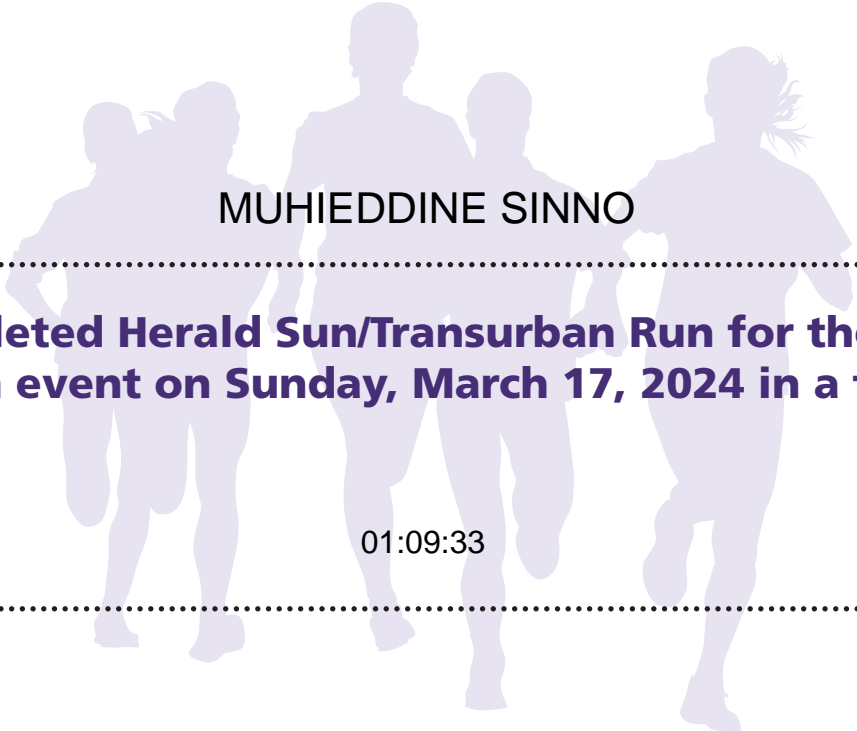 MUHIEDDINE SINNO
leted Herald Sun/Transurban Run for the
event on Sunday, March 17, 2024 in a
01:09:33